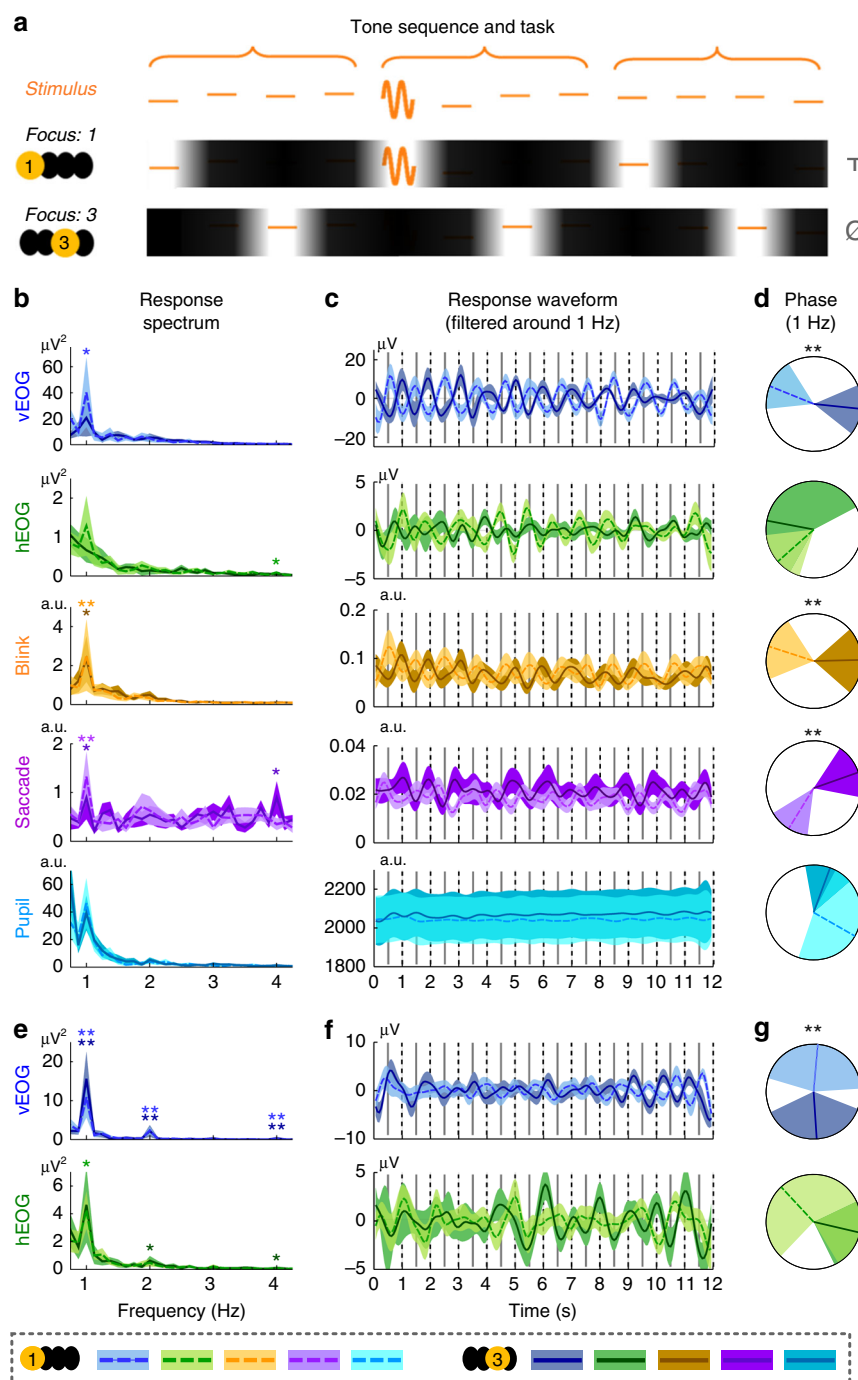 a
Tone sequence and task
Stimulus
Focus: 1
1
Focus: 3
3
Ø
b Response spectrum
c Response waveform (filtered around 1 Hz)
d Phase (1 Hz)
vEOG
μV²
60
40
20
0
*
μV
20
0
−20
**
hEOG
μV²
2
1
0
*
μV
5
0
−5
Blink
a.u.
4
2
0
**
*
a.u.
0.2
0.1
0
**
Saccade
a.u.
2
1
0
**
*
*
a.u.
0.04
0.02
0
**
Pupil
a.u.
60
40
20
0
1 2 3 4
a.u.
2200
2000
1800
0 1 2 3 4 5 6 7 8 9 10 11 12
e
f
g
vEOG
μV²
20
10
0
**
**
**
**
**
**
μV
10
0
−10
**
hEOG
μV²
6
4
2
0
*
*
*
1 2 3 4
Frequency (Hz)
μV
5
0
−5
0 1 2 3 4 5 6 7 8 9 10 11 12
Time (s)
1
3